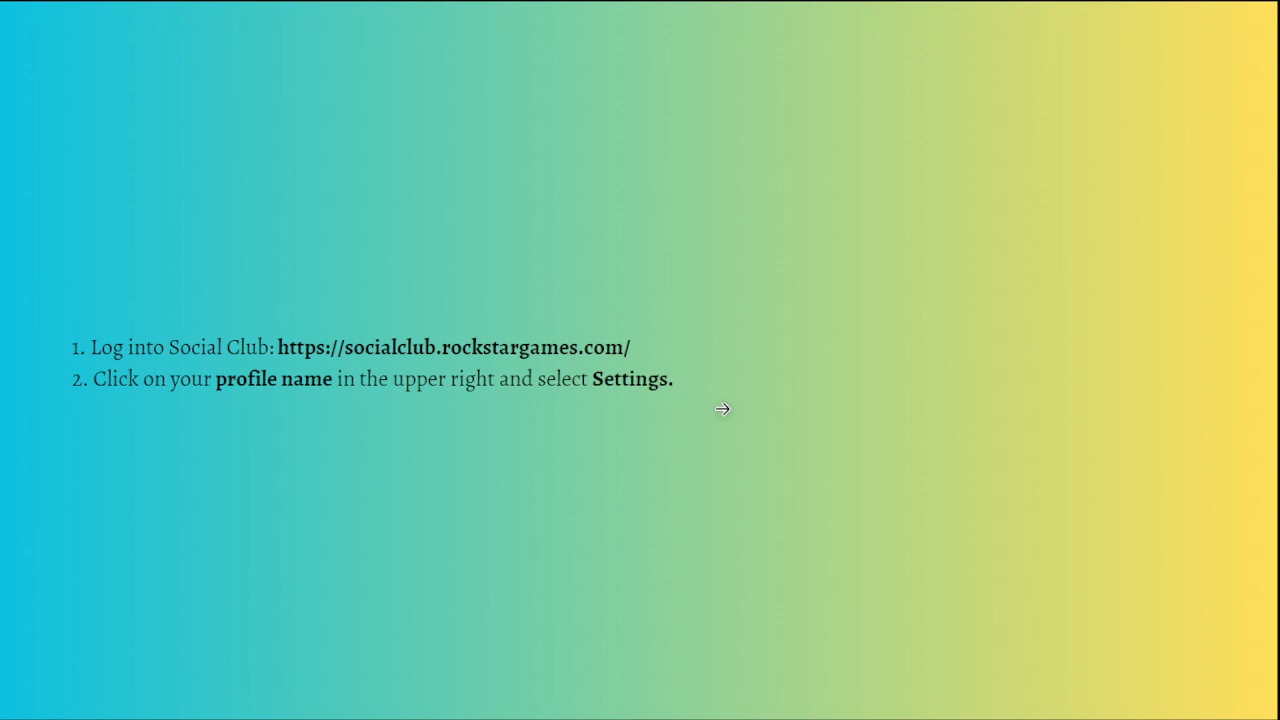 1. Log into Social Club: https://socialclub.rockstargames.com/
2. Click on your profile name in the upper right and select Settings.